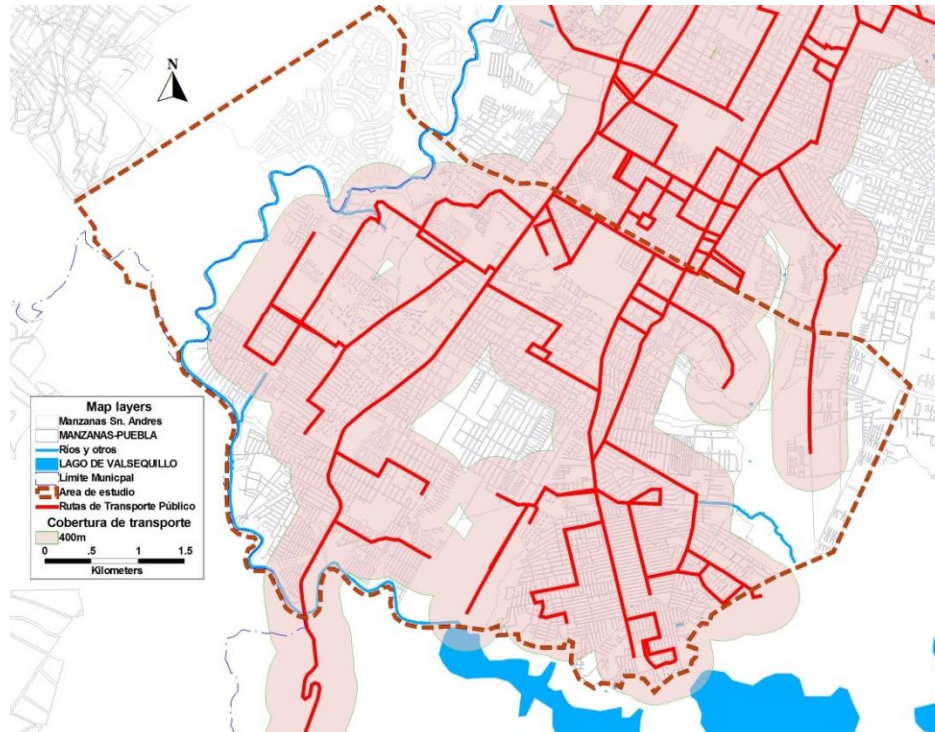 N
Map layers
Manzanas Sn. Andres
MANZANAS-PUEBLA
Rios y otros
LAGO DE VALSEQUILLO
Limite Municpal
Area de estudio
Rutas de Transporte Público
Cobertura de transporte
400m
0 .5 1 1.5
Kilometers